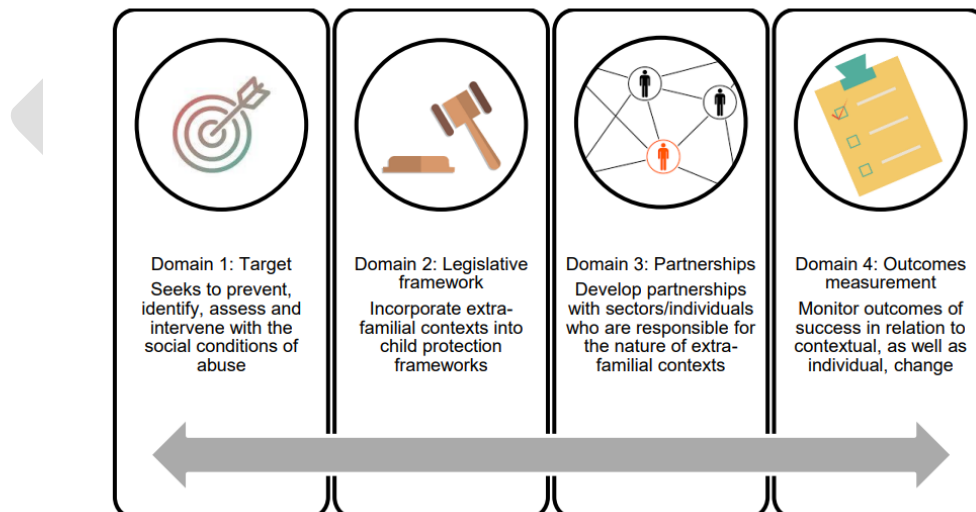 Domain 1: Target
Seeks to prevent,
identify, assess and
intervene with the
social conditions of
abuse
Domain 2: Legislative
framework
Incorporate extra-
familial contexts into
child protection
frameworks
Domain 3: Partnerships
Develop partnerships
with sectors/individuals
who are responsible for
the nature of extra-
familial contexts
Domain 4: Outcomes
measurement
Monitor outcomes of
success in relation to
contextual, as well as
individual, change